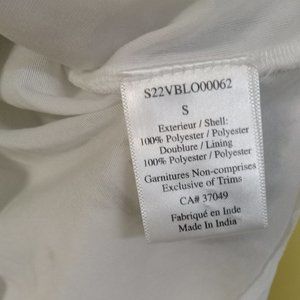 S22VBLO00062
S
Exterieur / Shell:
100% Polyester / Polyester
Doublure / Lining
100% Polyester / Polyester
Garnitures Non-comprises
Exclusive of Trims
CA# 37049
Fabriqué en Inde
Made In India